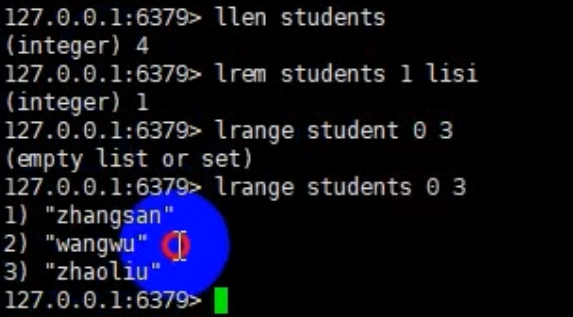 127.0.0.1:6379> llen students
(integer) 4
127.0.0.1:6379> lrem students 1 lisi
(integer) 1
127.0.0.1:6379> lrange student 0 3
(empty list or set)
127.0.0.1:6379> lrange students 0 3
1) "zhangsan"
2) "wangwu"
3) "zhaoliu"
127.0.0.1:6379>